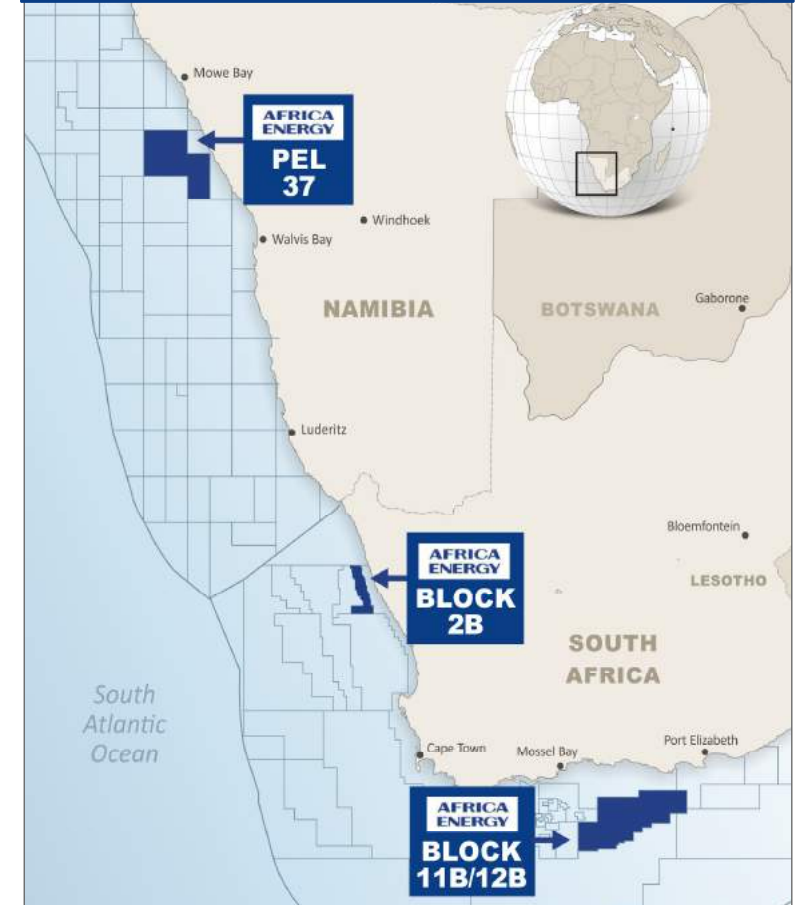 Mowe Bay
AFRICA
ENERGY
PEL
37
Windhoek
Walvis Bay
NAMIBIA
BOTSWANA
Gaborone
Luderitz
Bloemfontein
AFRICA
ENERGY
BLOCK
2B
LESOTHO
SOUTH
AFRICA
South
Atlantic
Ocean
Cape Town
Mossel Bay
Port Elizabeth
AFRICA
ENERGY
BLOCK
11B/12B